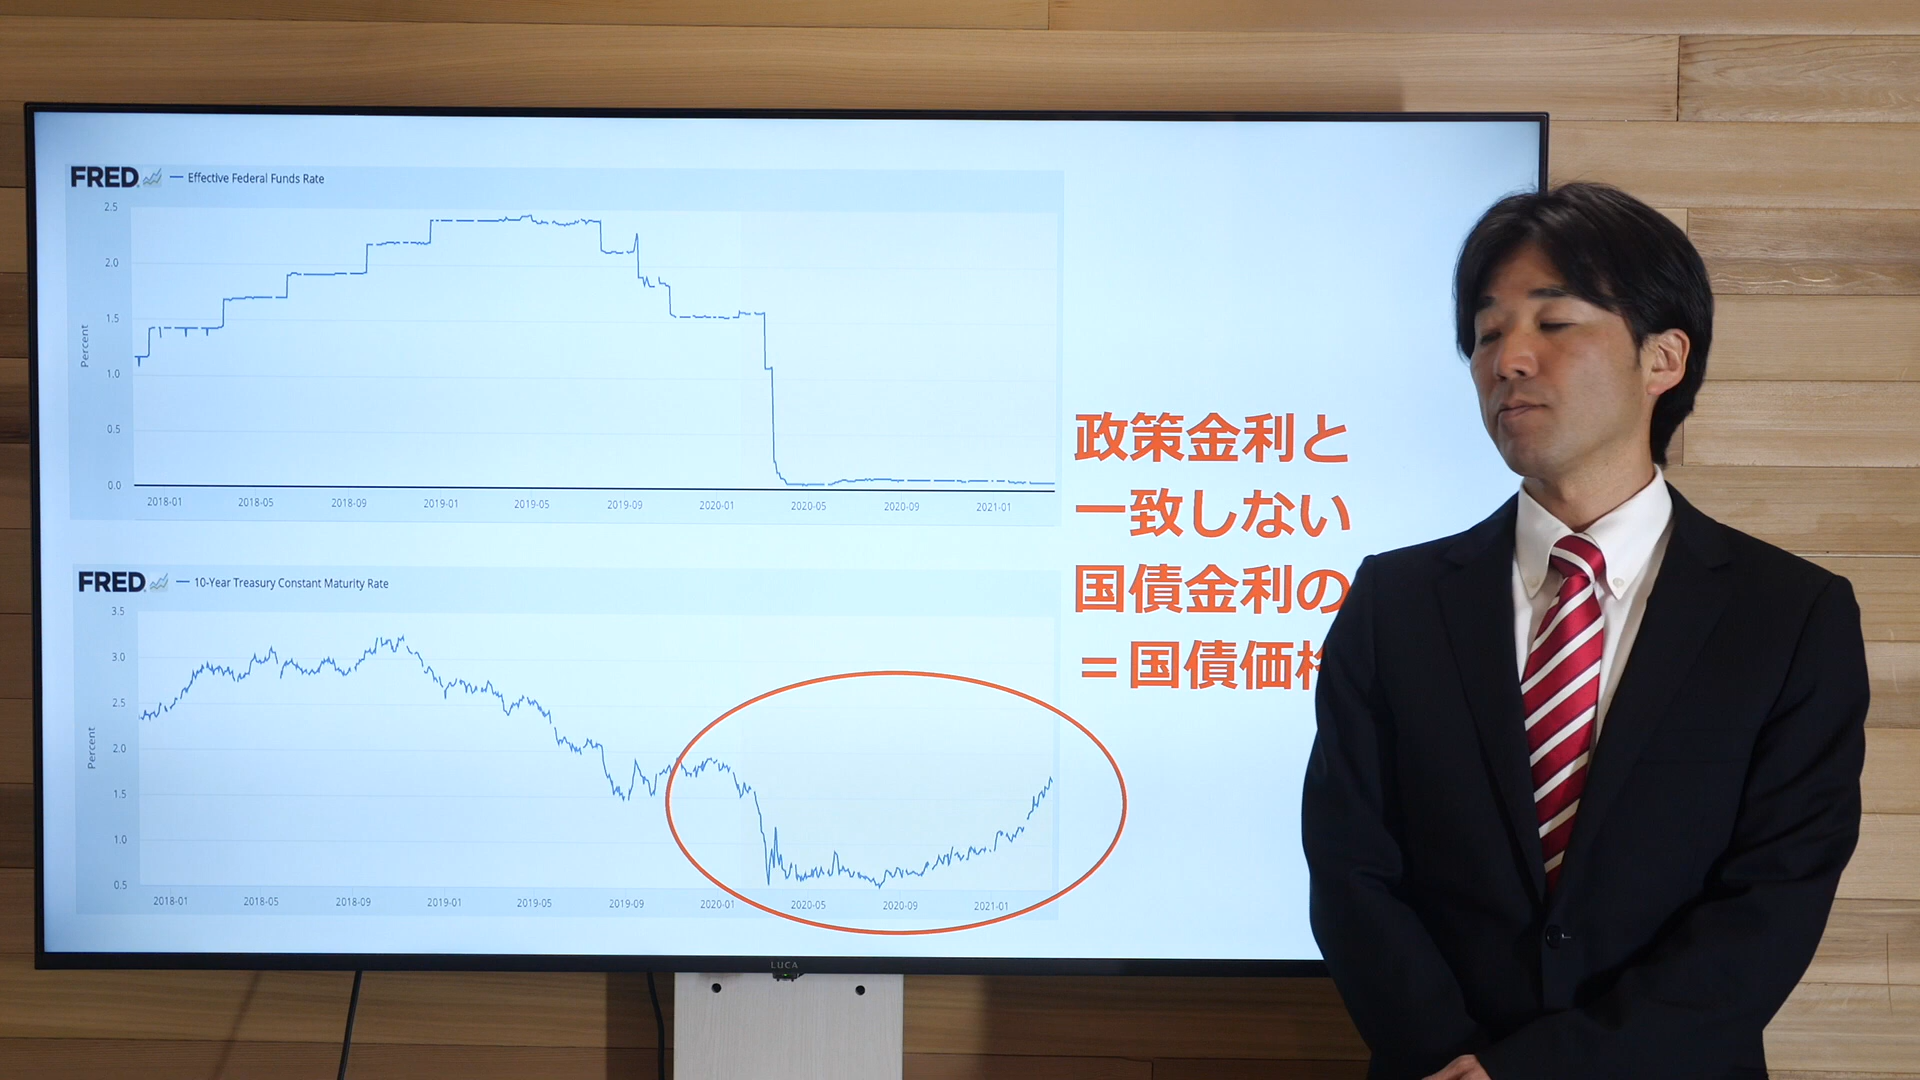 FRED
Effective Federal Funds Rate
2.5
2.0
1.5
1.0
0.5
0.0
Percent
2018-01 2018-05 2018-09 2019-01 2019-05 2019-09 2020-01 2020-05 2020-09 2021-01
政策金利と
一致しない
国債金利の
＝国債価格
FRED
10-Year Treasury Constant Maturity Rate
3.5
3.0
2.5
2.0
1.5
1.0
0.5
Percent
2018-01 2018-05 2018-09 2019-01 2019-05 2019-09 2020-01 2020-05 2020-09 2021-01
LUCA